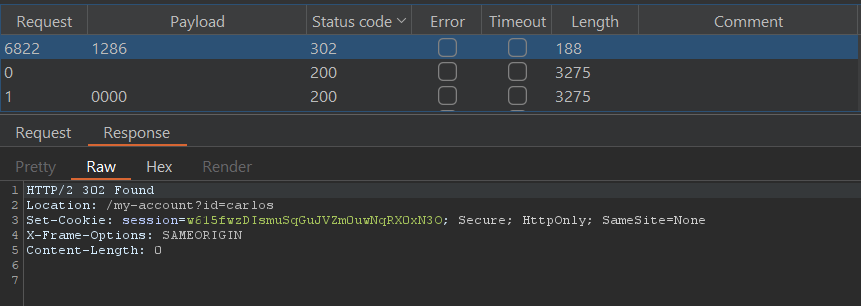 Request Payload Status code Error Timeout Length Comment
6822 1286 302 188
0 200 3275
1 0000 200 3275
Request Response
Pretty Raw Hex Render
1 HTTP/2 302 Found
2 Location: /my-account?id=carlos
3 Set-Cookie: session=w615fwzDIsmuSqGuJVZmOuwNqRXOxN3O; Secure; HttpOnly; SameSite=None
4 X-Frame-Options: SAMEORIGIN
5 Content-Length: 0
6
7